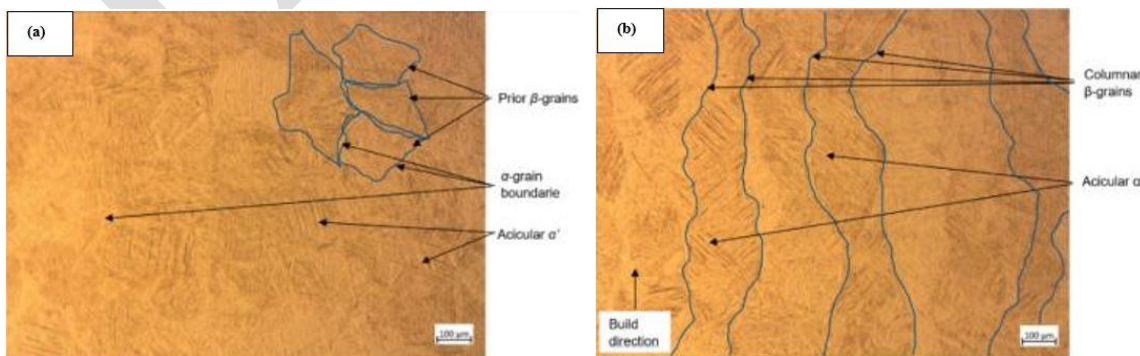 (a)
Prior β-grains
α-grain
boundarie
Acicular α'
100 µm
(b)
Columnar
β-grains
Acicular α
Build
direction
100 µm